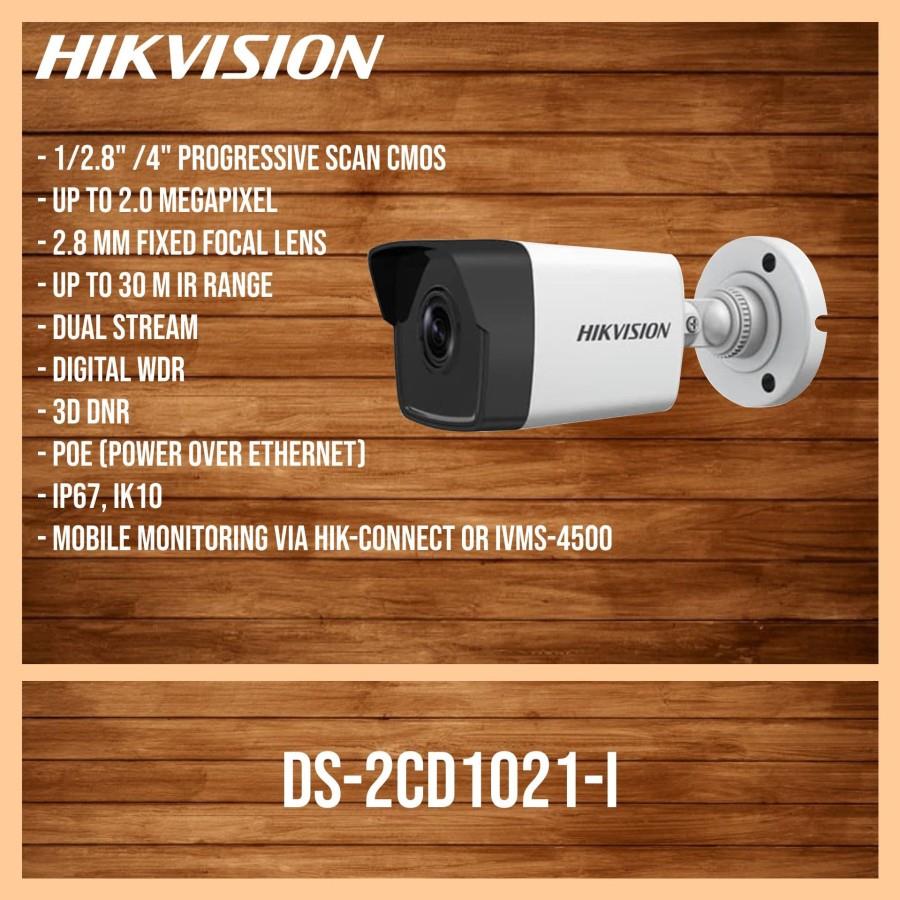 HIKVISION
- 1/2.8" /4" PROGRESSIVE SCAN CMOS
- UP TO 2.0 MEGAPIXEL
- 2.8 MM FIXED FOCAL LENS
- UP TO 30 M IR RANGE
- DUAL STREAM
HIKVISION
- DIGITAL WDR
- 3D DNR
- POE (POWER OVER ETHERNET)
- IP67, IK10
- MOBILE MONITORING VIA HIK-CONNECT OR IVMS-4500
DS-2CD1021-I